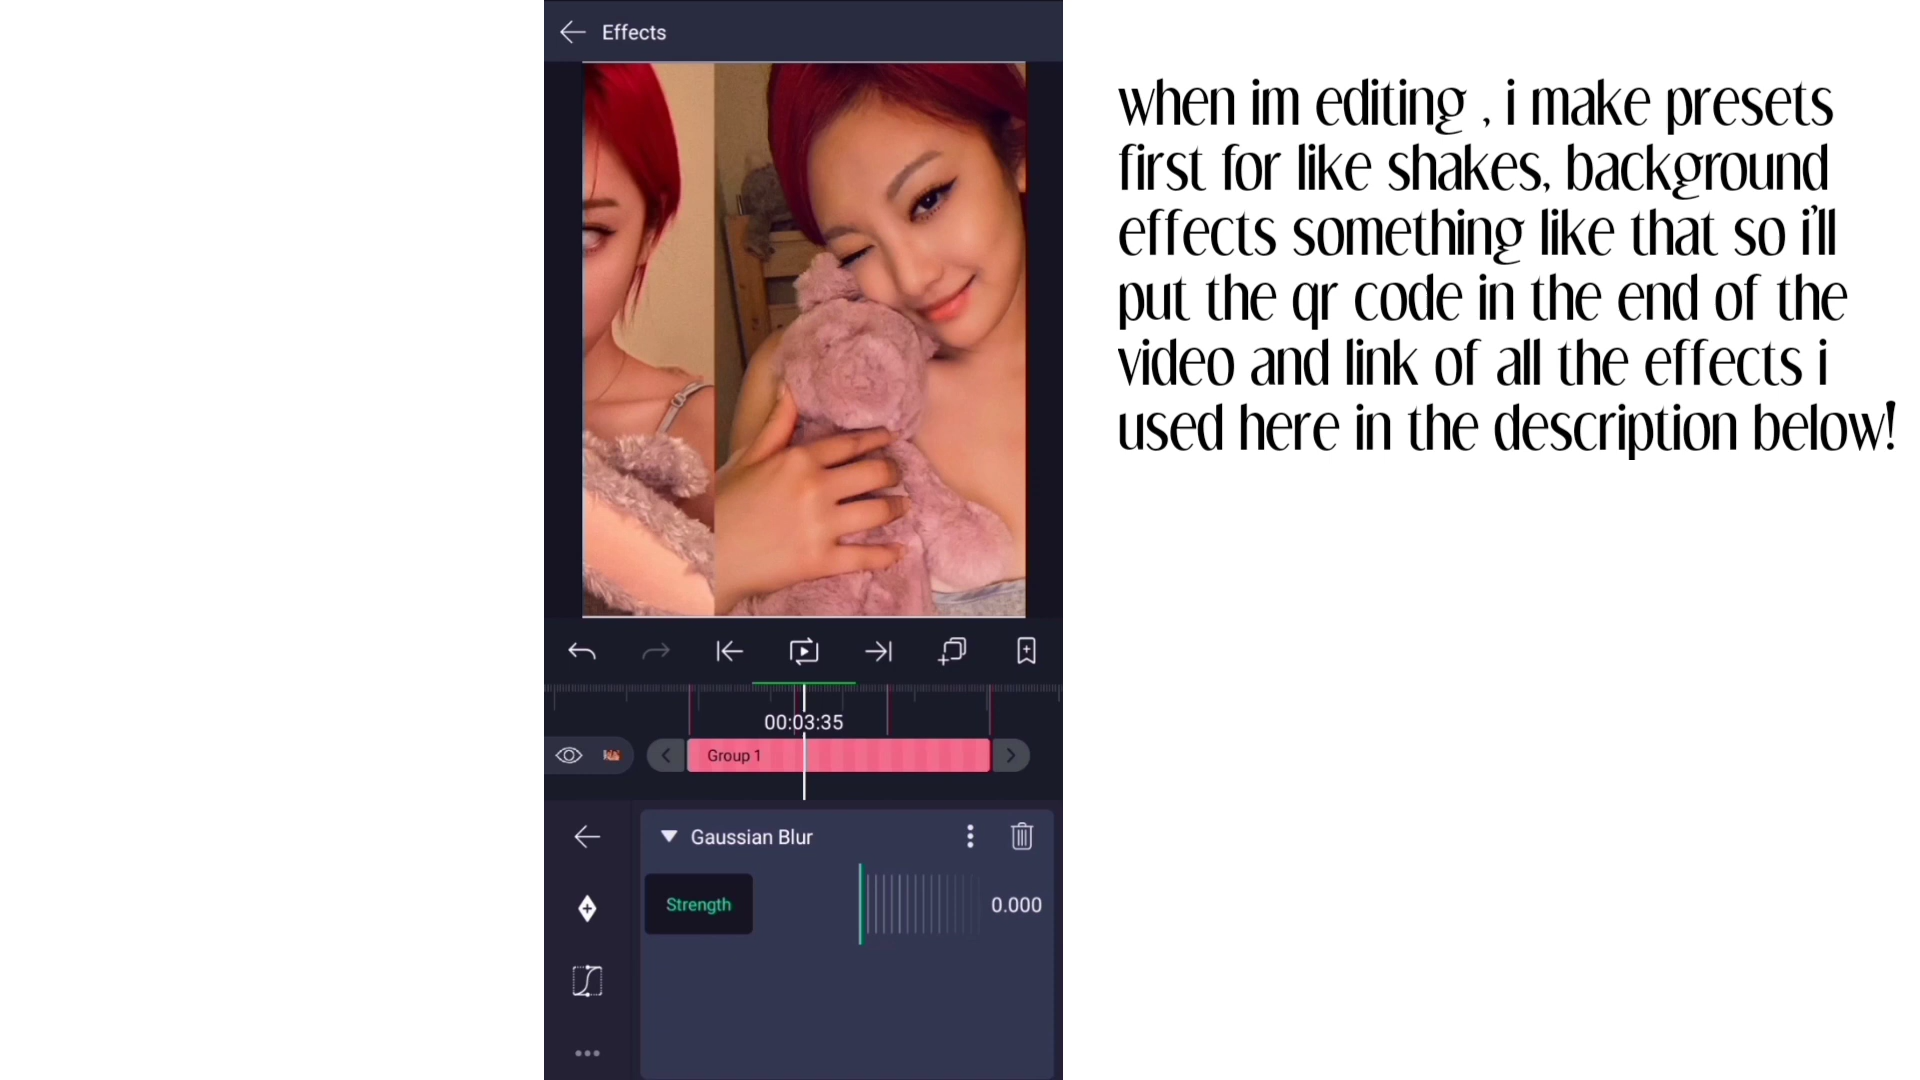 Effects
when im editing , i make presets
first for like shakes, background
effects something like that so i'll
put the qr code in the end of the
video and link of all the effects i
used here in the description below!
00:03:35
Group 1
Gaussian Blur
Strength
0.000